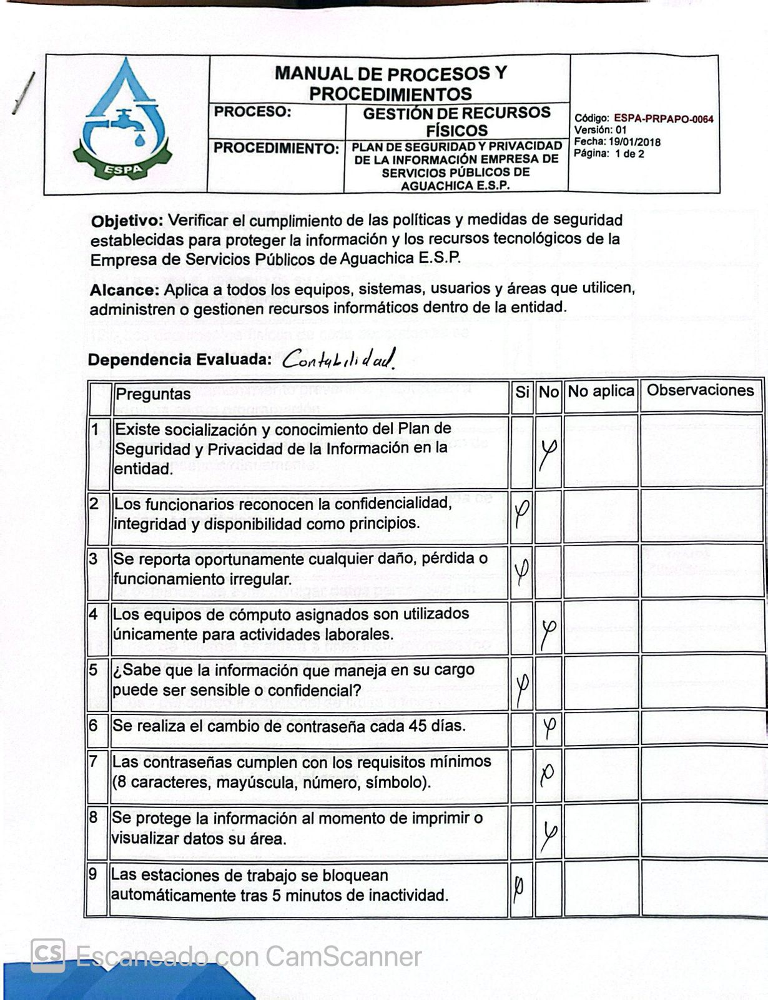 ESPA
MANUAL DE PROCESOS Y
PROCEDIMIENTOS
PROCESO:
GESTIÓN DE RECURSOS
FÍSICOS
PROCEDIMIENTO:
PLAN DE SEGURIDAD Y PRIVACIDAD
DE LA INFORMACIÓN EMPRESA DE
SERVICIOS PÚBLICOS DE
AGUACHICA E.S.P.
Código: ESPA-PRPAPO-0064
Versión: 01
Fecha: 19/01/2018
Página: 1 de 2
Objetivo: Verificar el cumplimiento de las políticas y medidas de seguridad
establecidas para proteger la información y los recursos tecnológicos de la
Empresa de Servicios Públicos de Aguachica E.S.P.
Alcance: Aplica a todos los equipos, sistemas, usuarios y áreas que utilicen,
administren o gestionen recursos informáticos dentro de la entidad.
Dependencia Evaluada: Contabilidad.
Preguntas Si No No aplica Observaciones
1 Existe socialización y conocimiento del Plan de
Seguridad y Privacidad de la Información en la
entidad.
2 Los funcionarios reconocen la confidencialidad,
integridad y disponibilidad como principios.
3 Se reporta oportunamente cualquier daño, pérdida o
funcionamiento irregular.
4 Los equipos de cómputo asignados son utilizados
únicamente para actividades laborales.
5 ¿Sabe que la información que maneja en su cargo
puede ser sensible o confidencial?
6 Se realiza el cambio de contraseña cada 45 días.
7 Las contraseñas cumplen con los requisitos mínimos
(8 caracteres, mayúscula, número, símbolo).
8 Se protege la información al momento de imprimir o
visualizar datos su área.
9 Las estaciones de trabajo se bloquean
automáticamente tras 5 minutos de inactividad.
CS Escaneado con CamScanner